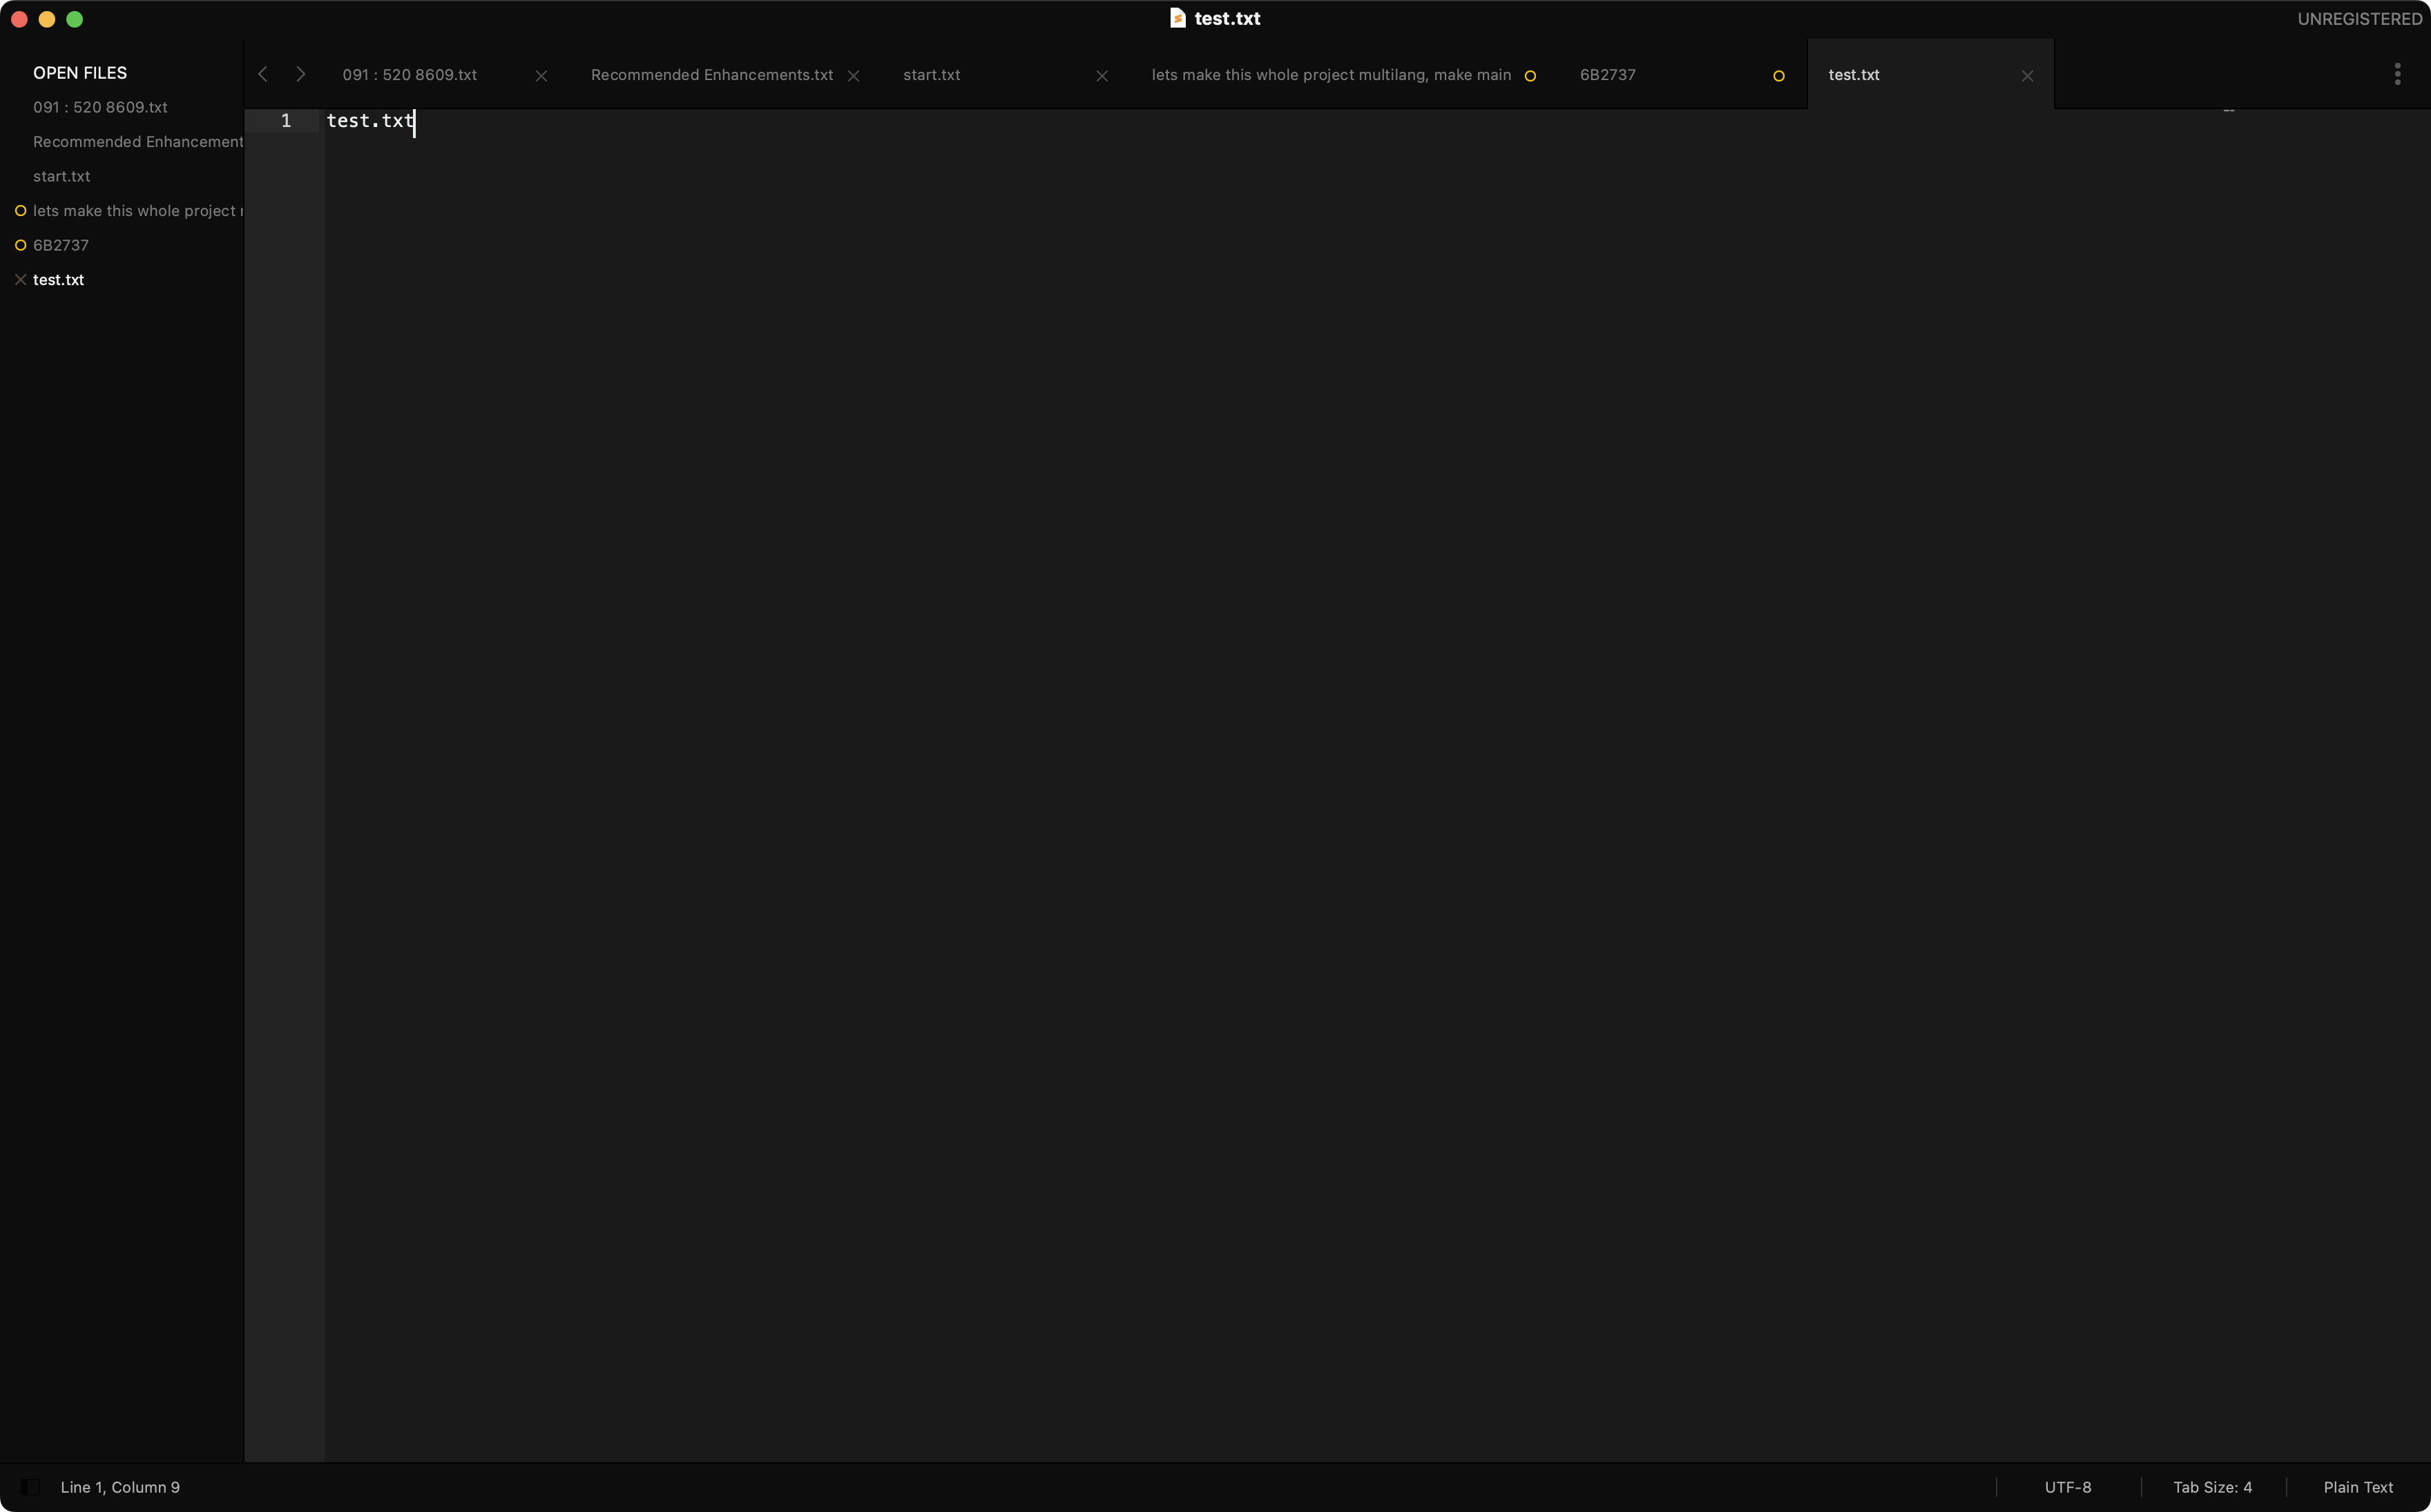 test.txt
UNREGISTERED
OPEN FILES
091 : 520 8609.txt
Recommended Enhancement
start.txt
lets make this whole project
6B2737
test.txt
091 : 520 8609.txt
Recommended Enhancements.txt
start.txt
lets make this whole project multilang, make main
6B2737
test.txt
1
test.txt
Line 1, Column 9
UTF-8
Tab Size: 4
Plain Text